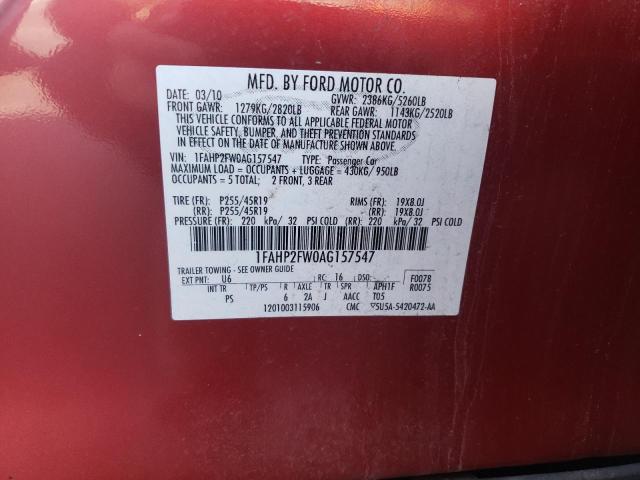 MFD. BY FORD MOTOR CO.
DATE: 03/10 GVWR: 2386KG/5260LB
FRONT GAWR: 1279KG/2820LB REAR GAWR: 1143KG/2520LB
THIS VEHICLE CONFORMS TO ALL APPLICABLE FEDERAL MOTOR
VEHICLE SAFETY, BUMPER, AND THEFT PREVENTION STANDARDS
IN EFFECT ON THE DATE OF MANUFACTURE SHOWN ABOVE.
VIN: 1FAHP2FW0AG157547 TYPE: Passenger Car
MAXIMUM LOAD = OCCUPANTS + LUGGAGE = 430KG/ 950LB
OCCUPANTS = 5 TOTAL; 2 FRONT, 3 REAR
TIRE (FR): P255/45R19 RIMS (FR): 19X8.0J
(RR): P255/45R19 (RR): 19X8.0J
PRESSURE (FR): 220 kPa/ 32 PSI COLD (RR): 220 kPa/ 32 PSI COLD
1FAHP2FW0AG157547
TRAILER TOWING - SEE OWNER GUIDE
EXT PNT: U6 RC: 16 DSO: F0078
INT TR TP/PS R AXLE TR SPR APH1F R0075
PS 6 2A J AACC T05
1201003115906 CMC 5U5A-5420472-AA